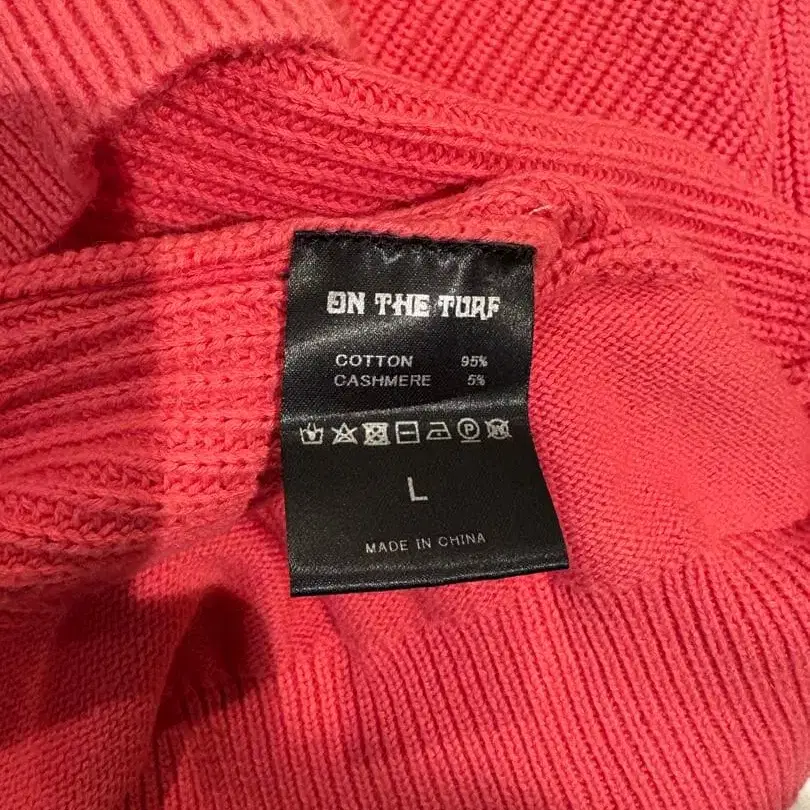 ON THE TURF
COTTON 95%
CASHMERE 5%
P W
L
MADE IN CHINA